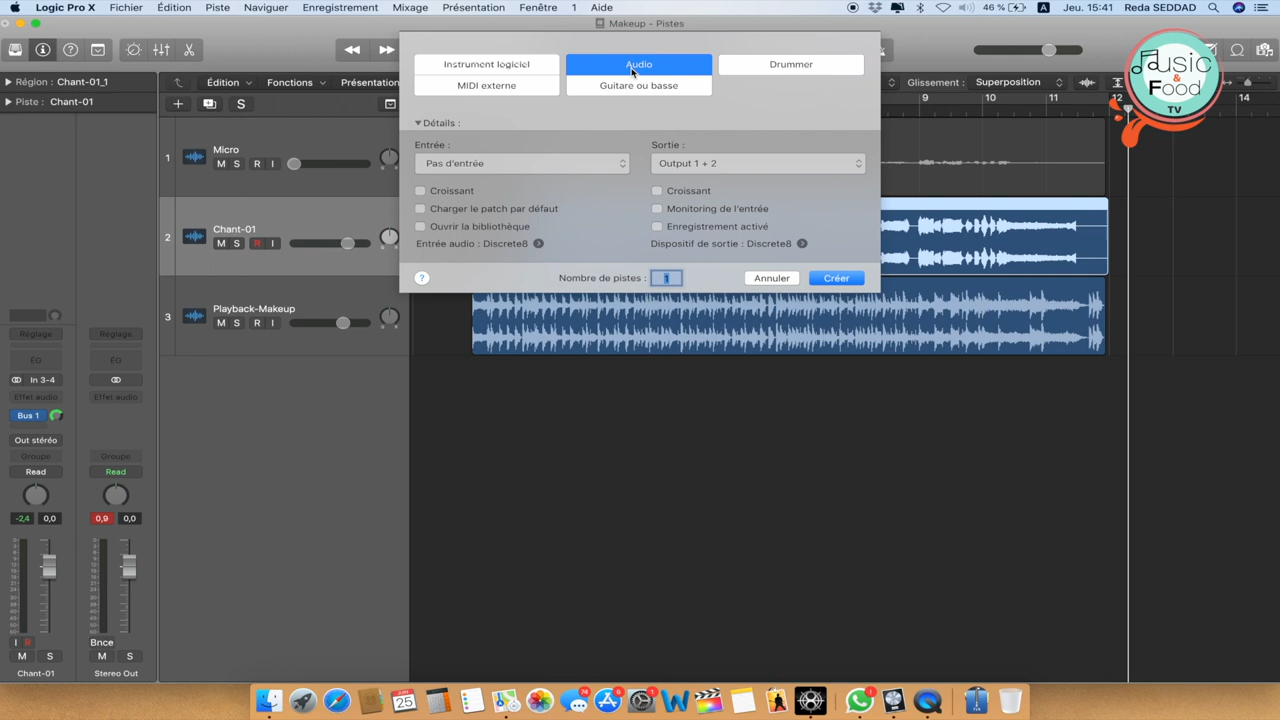 Logic Pro X Fichier Édition Piste Naviguer Enregistrement Mixage Présentation Fenêtre 1 Aide 46 % A Jeu. 15:41 Reda SEDDAD
Makeup - Pistes
Music
&
Food
TV
Instrument logiciel Audio Drummer
MIDI externe Guitare ou basse
Région : Chant-01_1
Piste : Chant-01
Édition Fonctions Présentation
Glissement : Superposition
9 10 11 12 14
Détails :
Entrée : Sortie :
Pas d'entrée Output 1 + 2
Croissant Croissant
Charger le patch par défaut Monitoring de l'entrée
Ouvrir la bibliothèque Enregistrement activé
Entrée audio : Discrete8 Dispositif de sortie : Discrete8
? Nombre de pistes : 1 Annuler Créer
S
1 Micro
M S R I
2 Chant-01
M S R I
3 Playback-Makeup
M S R I
Réglage Réglage
ÉQ ÉQ
In 3-4
Effet audio Effet audio
Bus 1
Out stéréo
Groupe Groupe
Read Read
-2,4 0,0 0,9 0,0
I R Bnce
M S M S
Chant-01 Stereo Out
JUIN
25
74
6
1